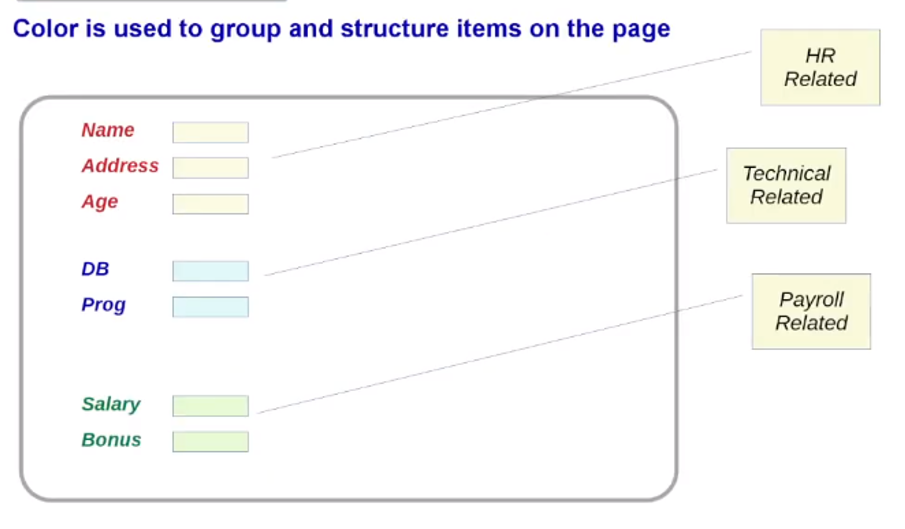 Color is used to group and structure items on the page
HR
Related
Name
Address
Age
Technical
Related
DB
Prog
Payroll
Related
Salary
Bonus